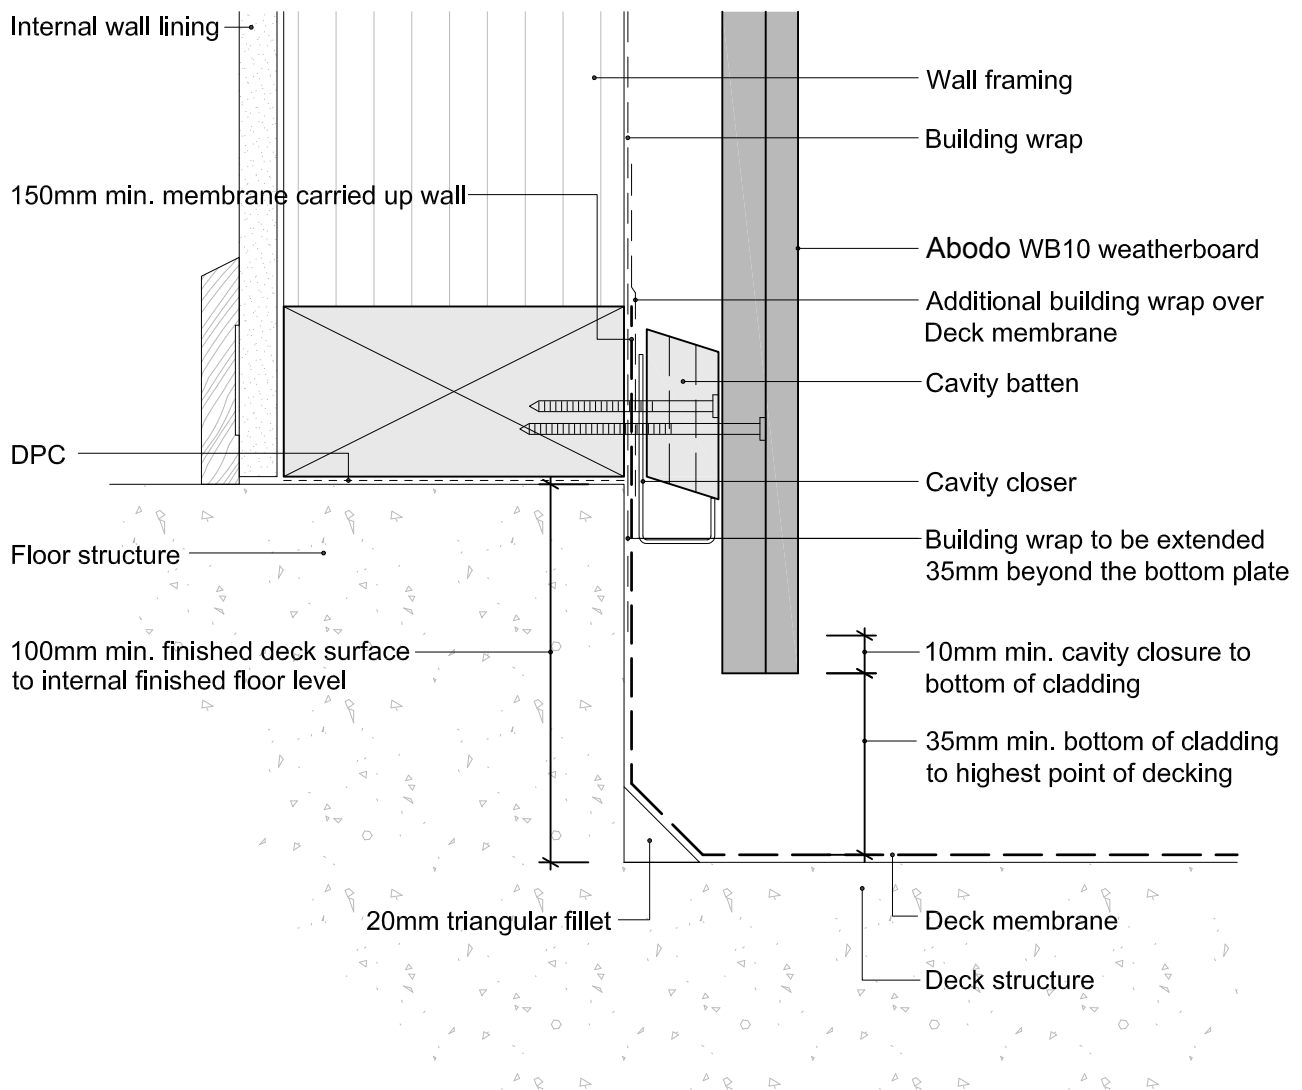 Internal wall lining
Wall framing
Building wrap
150mm min. membrane carried up wall
Abodo WB10 weatherboard
Additional building wrap over
Deck membrane
Cavity batten
DPC
Cavity closer
Floor structure
Building wrap to be extended
35mm beyond the bottom plate
100mm min. finished deck surface
to internal finished floor level
10mm min. cavity closure to
bottom of cladding
35mm min. bottom of cladding
to highest point of decking
20mm triangular fillet
Deck membrane
Deck structure